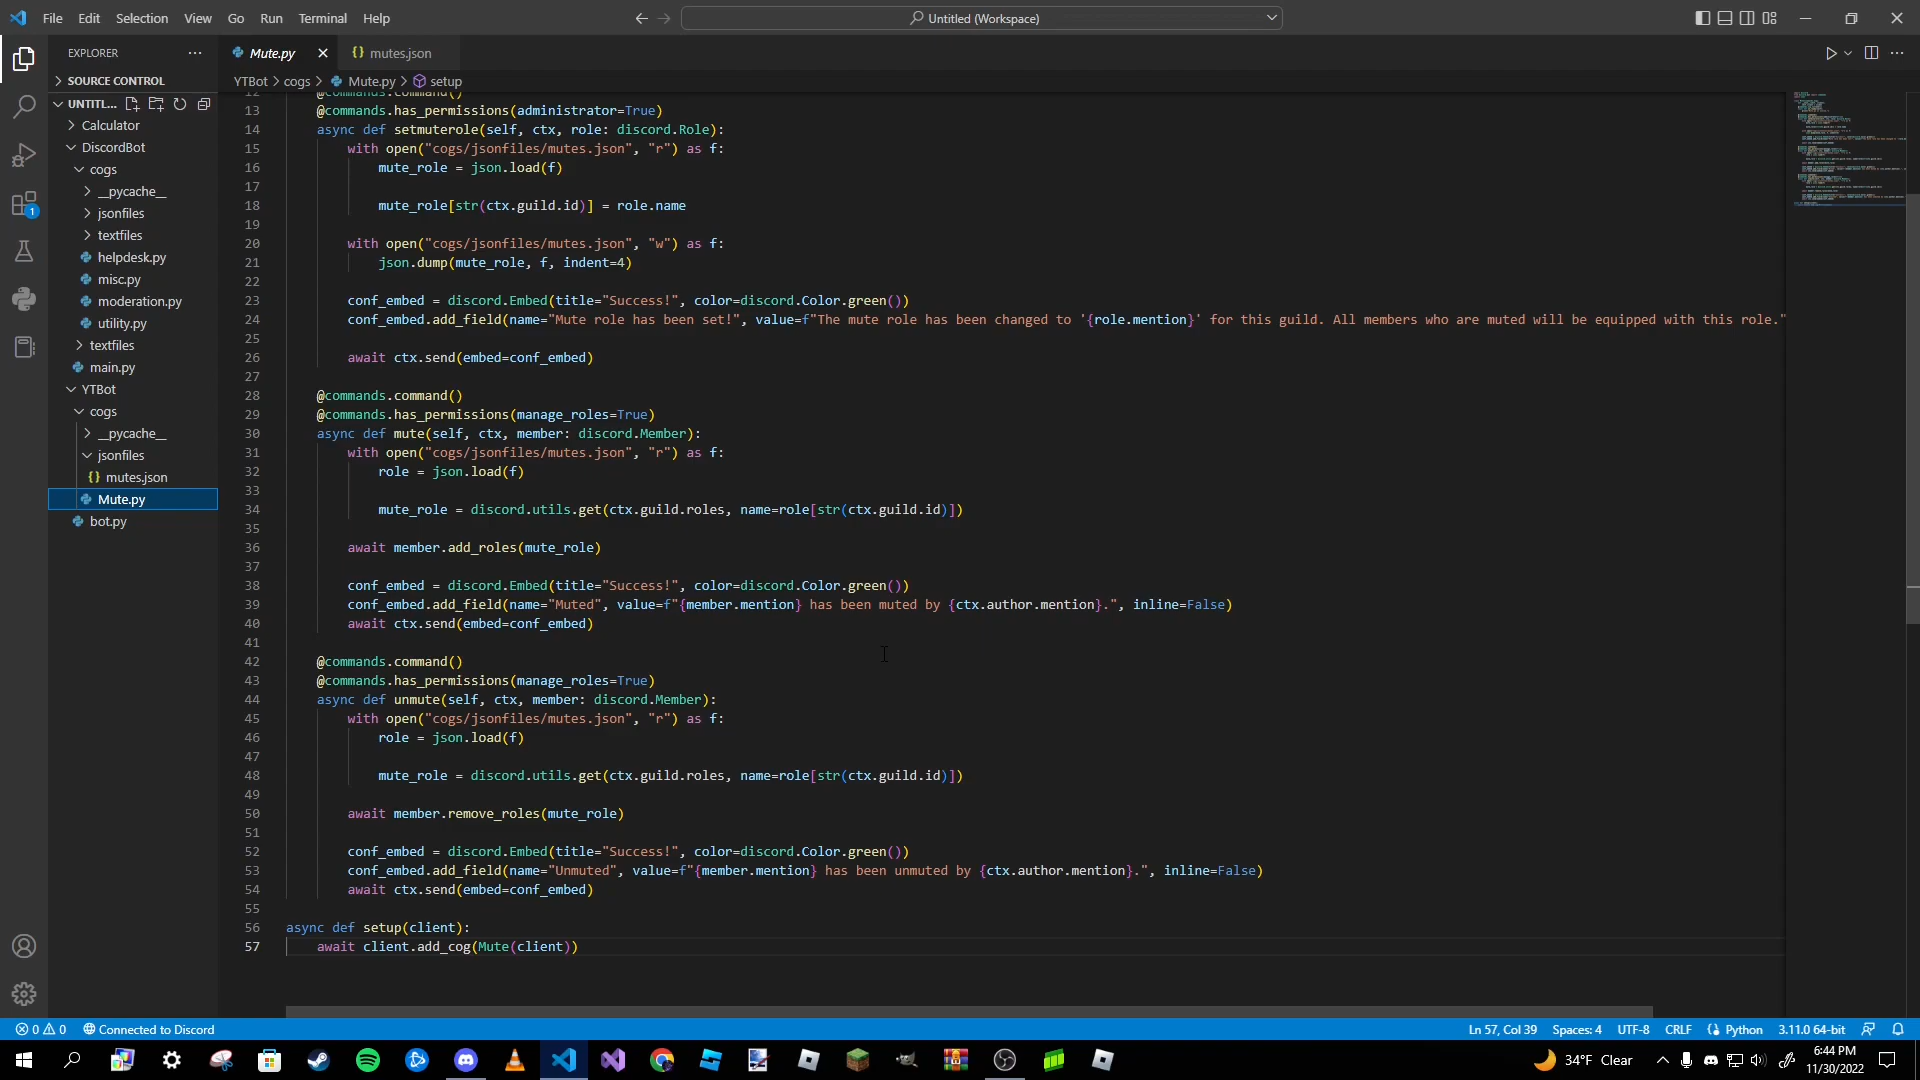 File Edit Selection View Go Run Terminal Help
Untitled (Workspace)
EXPLORER
Mute.py
mutes.json
SOURCE CONTROL
YTBot > cogs > Mute.py > setup
UNTITL...
Calculator
DiscordBot
cogs
__pycache__
jsonfiles
textfiles
helpdesk.py
misc.py
moderation.py
utility.py
textfiles
main.py
YTBot
cogs
__pycache__
jsonfiles
mutes.json
Mute.py
bot.py
1
12 @commands.command()
13 @commands.has_permissions(administrator=True)
14 async def setmuterole(self, ctx, role: discord.Role):
15 with open("cogs/jsonfiles/mutes.json", "r") as f:
16 mute_role = json.load(f)
17
18 mute_role[str(ctx.guild.id)] = role.name
19
20 with open("cogs/jsonfiles/mutes.json", "w") as f:
21 json.dump(mute_role, f, indent=4)
22
23 conf_embed = discord.Embed(title="Success!", color=discord.Color.green())
24 conf_embed.add_field(name="Mute role has been set!", value=f"The mute role has been changed to '{role.mention}' for this guild. All members who are muted will be equipped with this role."
25
26 await ctx.send(embed=conf_embed)
27
28 @commands.command()
29 @commands.has_permissions(manage_roles=True)
30 async def mute(self, ctx, member: discord.Member):
31 with open("cogs/jsonfiles/mutes.json", "r") as f:
32 role = json.load(f)
33
34 mute_role = discord.utils.get(ctx.guild.roles, name=role[str(ctx.guild.id)])
35
36 await member.add_roles(mute_role)
37
38 conf_embed = discord.Embed(title="Success!", color=discord.Color.green())
39 conf_embed.add_field(name="Muted", value=f"{member.mention} has been muted by {ctx.author.mention}.", inline=False)
40 await ctx.send(embed=conf_embed)
41
42 @commands.command()
43 @commands.has_permissions(manage_roles=True)
44 async def unmute(self, ctx, member: discord.Member):
45 with open("cogs/jsonfiles/mutes.json", "r") as f:
46 role = json.load(f)
47
48 mute_role = discord.utils.get(ctx.guild.roles, name=role[str(ctx.guild.id)])
49
50 await member.remove_roles(mute_role)
51
52 conf_embed = discord.Embed(title="Success!", color=discord.Color.green())
53 conf_embed.add_field(name="Unmuted", value=f"{member.mention} has been unmuted by {ctx.author.mention}.", inline=False)
54 await ctx.send(embed=conf_embed)
55
56 async def setup(client):
57 await client.add_cog(Mute(client))
0 0 Connected to Discord
Ln 57, Col 39 Spaces: 4 UTF-8 CRLF Python 3.11.0 64-bit
34°F Clear
6:44 PM
11/30/2022